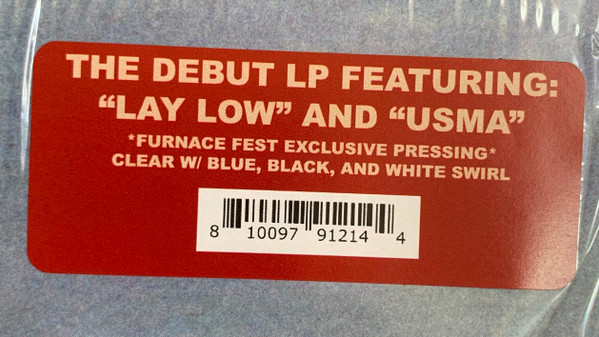 THE DEBUT LP FEATURING:
“LAY LOW” AND “USMA”
*FURNACE FEST EXCLUSIVE PRESSING*
CLEAR W/ BLUE, BLACK, AND WHITE SWIRL
8 10097 91214 4